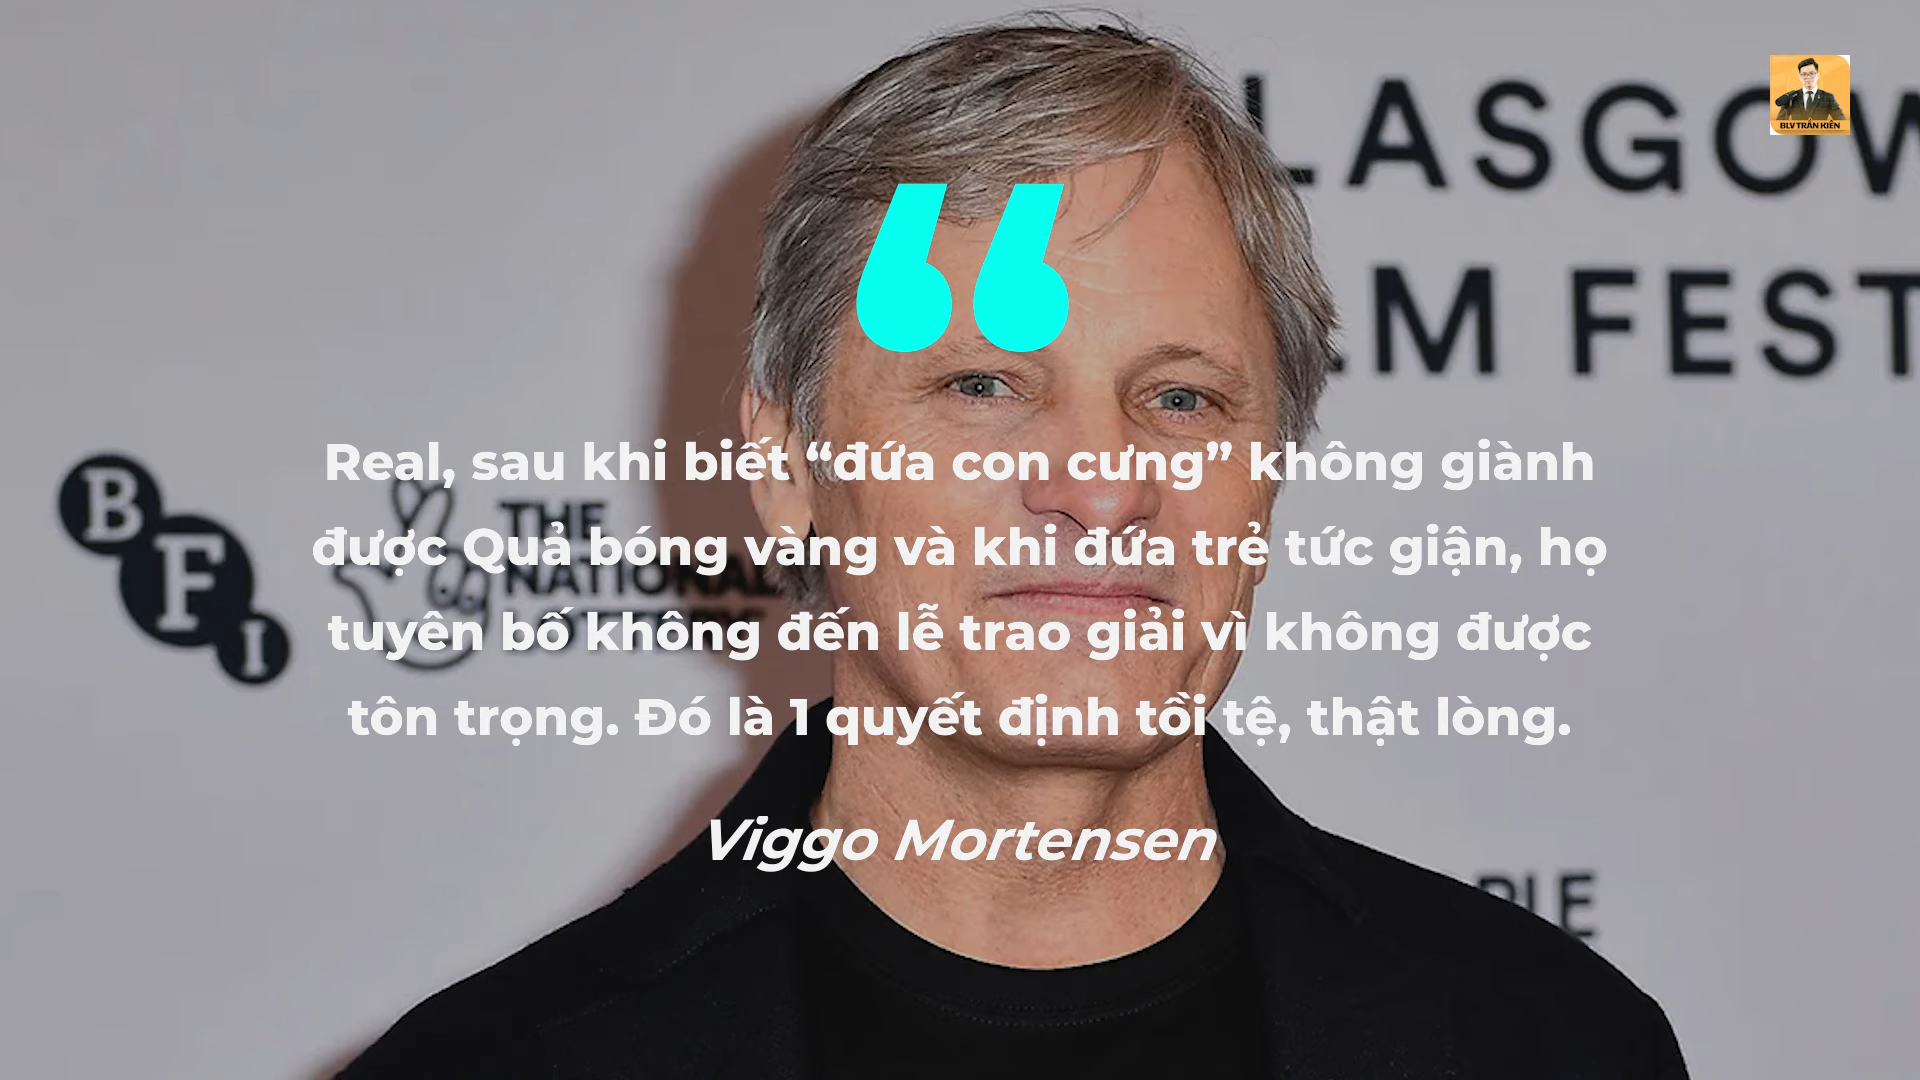 LASGOW
BLV TRẦN KIÊN
“
LM FEST
Real, sau khi biết “đứa con cưng” không giành
được Quả bóng vàng và khi đứa trẻ tức giận, họ
tuyên bố không đến lễ trao giải vì không được
tôn trọng. Đó là 1 quyết định tồi tệ, thật lòng.
Viggo Mortensen
BFI
THE
NATIONAL
PLE